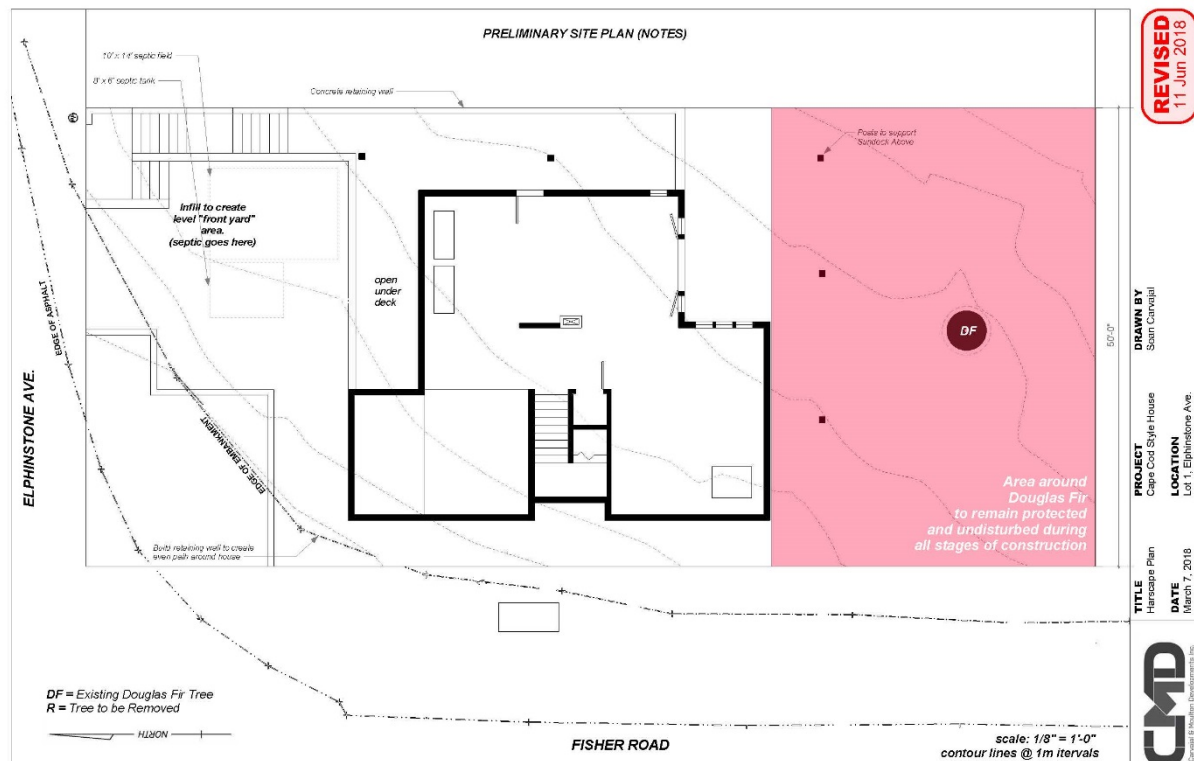 PRELIMINARY SITE PLAN (NOTES)
10' x 14' septic field
8' x 6' septic tank
Concrete retaining wall
Posts to support
Sundeck Above
Infill to create
level "front yard"
area.
(septic goes here)
open
under
deck
EDGE OF ASPHALT
ELPHINSTONE AVE.
EDGE OF EMBANKMENT
DF
50'-0"
Area around
Douglas Fir
to remain protected
and undisturbed during
all stages of construction
Build retaining wall to create
even path around house
DF = Existing Douglas Fir Tree
R = Tree to be Removed
NORTH
FISHER ROAD
scale: 1/8" = 1'-0"
contour lines @ 1m itervals
REVISED
11 Jun 2018
DRAWN BY
Sean Carvajal
PROJECT
Cape Cod Style House
LOCATION
Lot 1, Elphinstone Ave.
TITLE
Harscape Plan
DATE
March 7, 2018
CMD
Carvajal & Moulton Developments Inc.